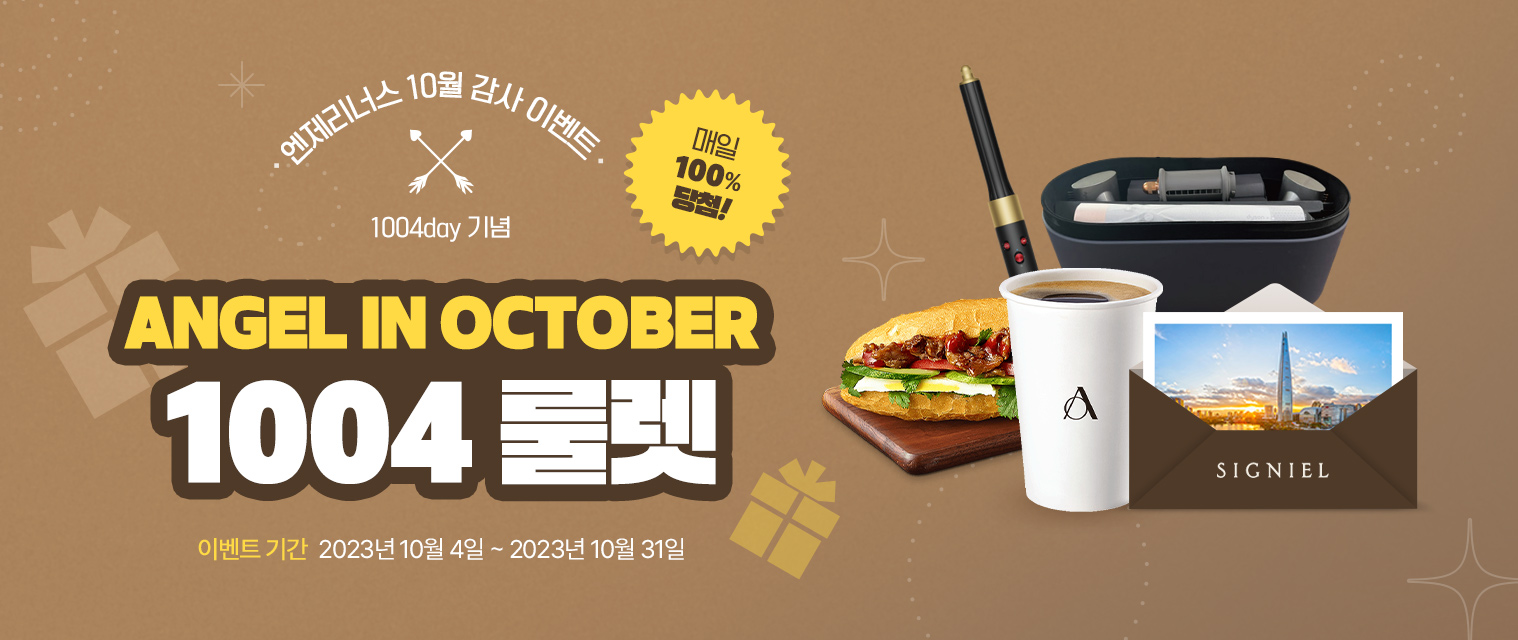 엔제리너스 10월 감사 이벤트
1004day 기념
매일
100%
당첨!
ANGEL IN OCTOBER
1004 룰렛
이벤트 기간 2023년 10월 4일 ~ 2023년 10월 31일
A
SIGNIEL